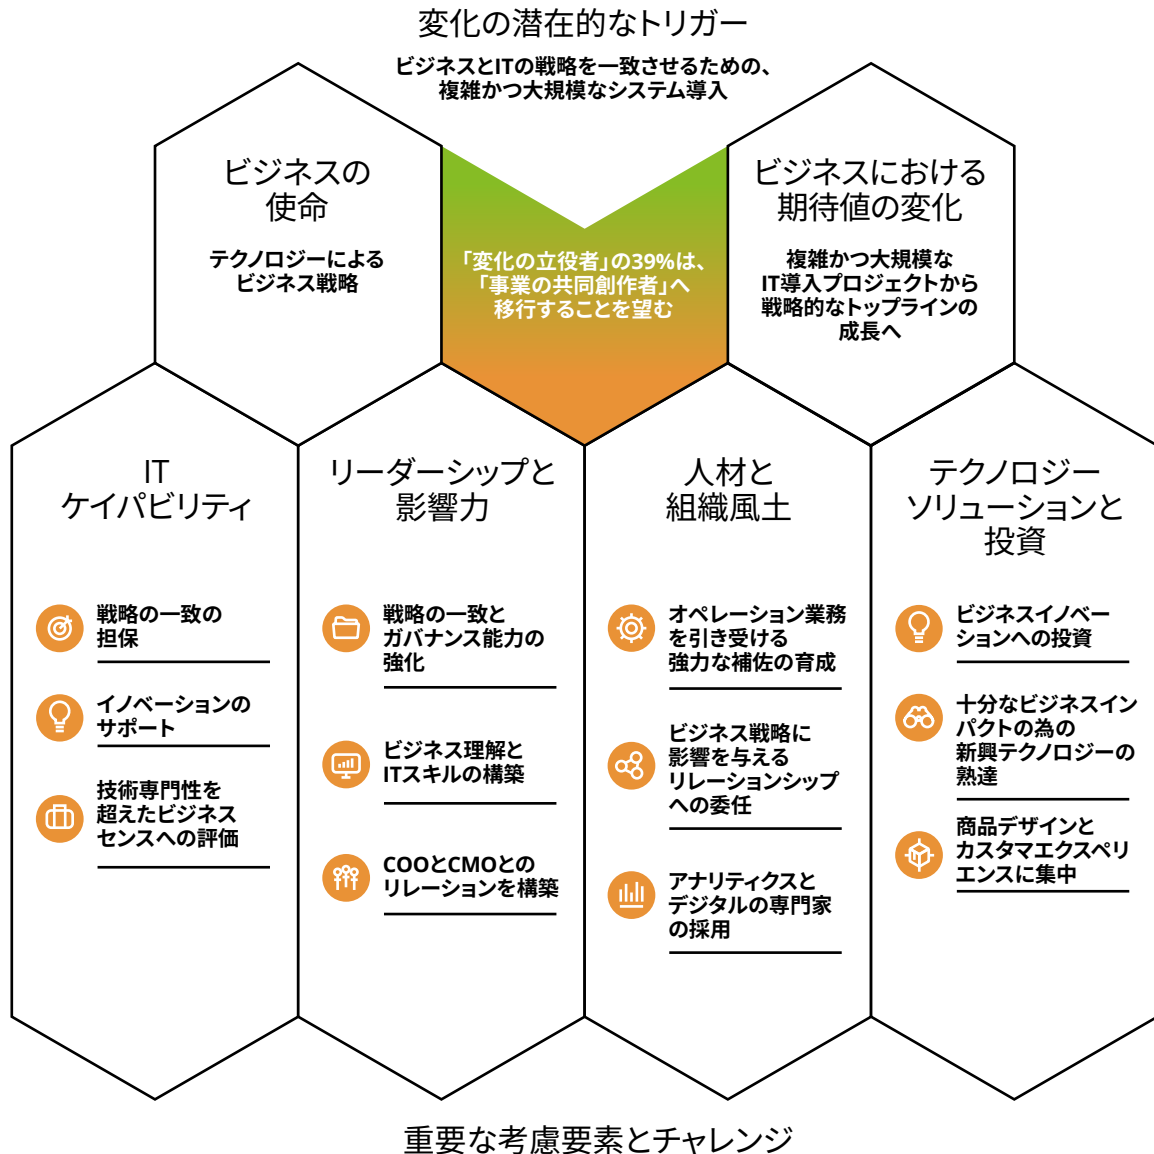 変化の潜在的なトリガー
ビジネスとITの戦略を一致させるための、
複雑かつ大規模なシステム導入
ビジネスの
使命
テクノロジーによる
ビジネス戦略
「変化の立役者」の39%は、
「事業の共同創作者」へ
移行することを望む
ビジネスにおける
期待値の変化
複雑かつ大規模な
IT導入プロジェクトから
戦略的なトップラインの
成長へ
IT
ケイパビリティ
戦略の一致の
担保
イノベーションの
サポート
技術専門性を
超えたビジネス
センスへの評価
リーダーシップと
影響力
戦略の一致と
ガバナンス能力の
強化
ビジネス理解と
ITスキルの構築
COOとCMOとの
リレーションを構築
人材と
組織風土
オペレーション業務
を引き受ける
強力な補佐の育成
ビジネス戦略に
影響を与える
リレーションシップ
への委任
アナリティクスと
デジタルの専門家
の採用
テクノロジー
ソリューションと
投資
ビジネスイノベー
ションへの投資
十分なビジネスイン
パクトの為の
新興テクノロジーの
熟達
商品デザインと
カスタマエクスペリ
エンスに集中
重要な考慮要素とチャレンジ